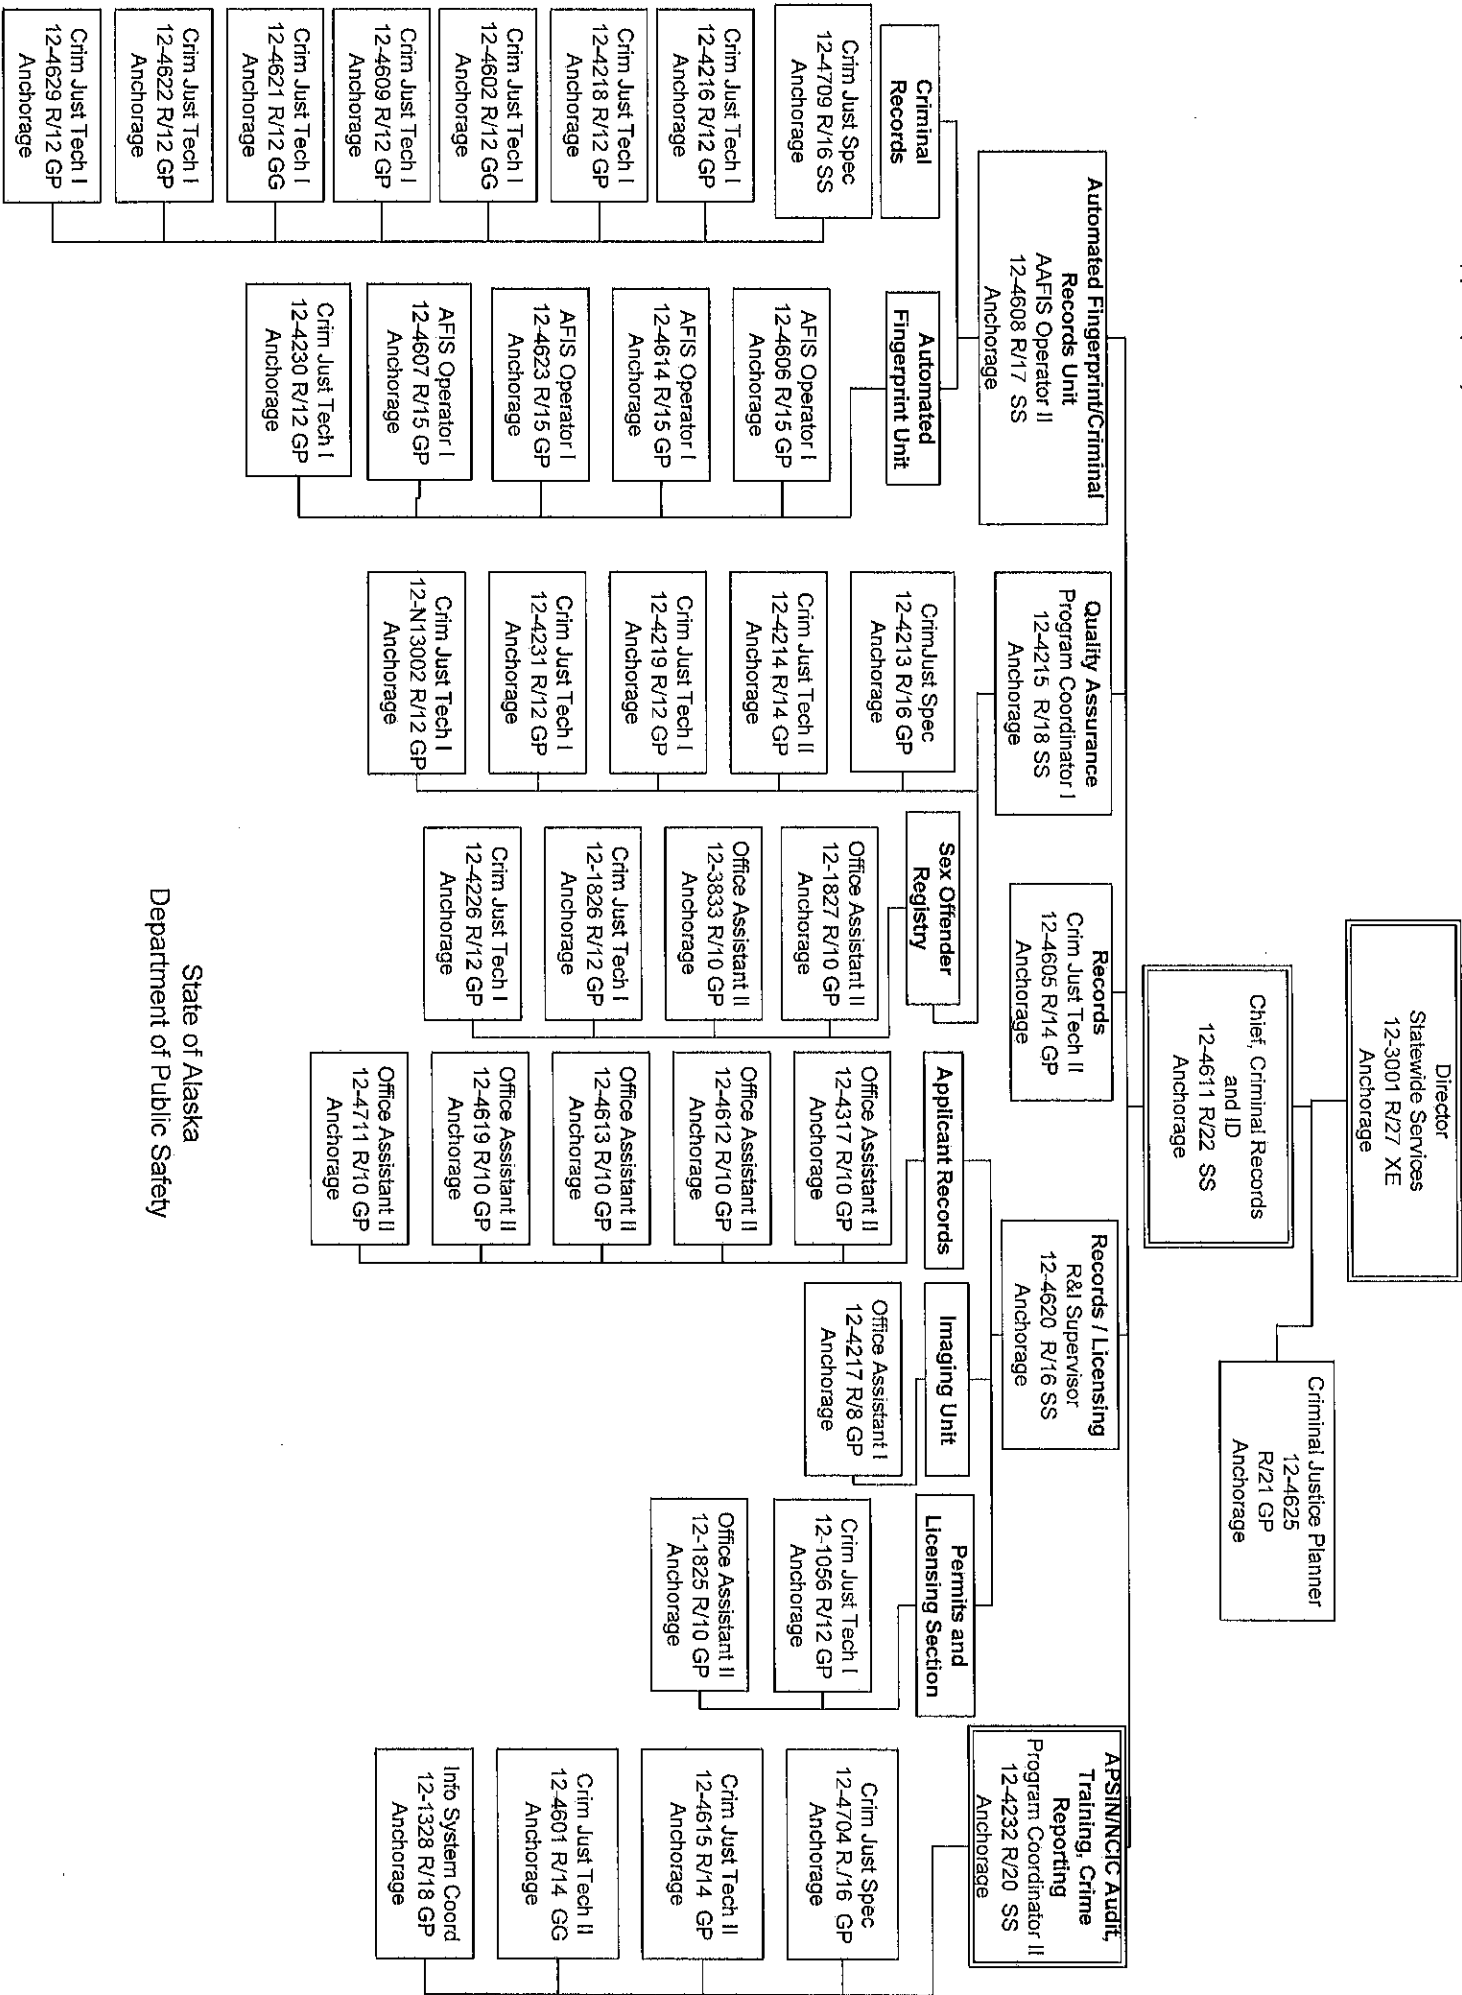 Director
Statewide Services
12-3001 R/27 XE
Anchorage
Chief, Criminal Records
and ID
12-4611 R/22 SS
Anchorage
Criminal Justice Planner
12-4625
R/21 GP
Anchorage
Automated Fingerprint/Criminal
Records Unit
AAFIS Operator II
12-4608 R/17 SS
Anchorage
Quality Assurance
Program Coordinator I
12-4215 R/18 SS
Anchorage
Records
Crim Just Tech II
12-4605 R/14 GP
Anchorage
Records / Licensing
R&I Supervisor
12-4620 R/16 SS
Anchorage
APSIN/NCIC Audit,
Training, Crime
Reporting
Program Coordinator II
12-4232 R/20 SS
Anchorage
Criminal
Records
Crim Just Spec
12-4709 R/16 SS
Anchorage
Crim Just Tech I
12-4216 R/12 GP
Anchorage
Crim Just Tech I
12-4218 R/12 GP
Anchorage
Crim Just Tech I
12-4602 R/12 GG
Anchorage
Crim Just Tech I
12-4609 R/12 GP
Anchorage
Crim Just Tech I
12-4621 R/12 GG
Anchorage
Crim Just Tech I
12-4622 R/12 GP
Anchorage
Crim Just Tech I
12-4629 R/12 GP
Anchorage
Automated
Fingerprint Unit
AFIS Operator I
12-4606 R/15 GP
Anchorage
AFIS Operator I
12-4614 R/15 GP
Anchorage
AFIS Operator I
12-4623 R/15 GP
Anchorage
AFIS Operator I
12-4607 R/15 GP
Anchorage
Crim Just Tech I
12-4230 R/12 GP
Anchorage
CrimJust Spec
12-4213 R/16 GP
Anchorage
Crim Just Tech II
12-4214 R/14 GP
Anchorage
Crim Just Tech I
12-4219 R/12 GP
Anchorage
Crim Just Tech I
12-4231 R/12 GP
Anchorage
Crim Just Tech I
12-N13002 R/12 GP
Anchorage
Sex Offender
Registry
Office Assistant II
12-1827 R/10 GP
Anchorage
Office Assistant II
12-3833 R/10 GP
Anchorage
Crim Just Tech I
12-1826 R/12 GP
Anchorage
Crim Just Tech I
12-4226 R/12 GP
Anchorage
Applicant Records
Office Assistant II
12-4317 R/10 GP
Anchorage
Office Assistant II
12-4612 R/10 GP
Anchorage
Office Assistant II
12-4613 R/10 GP
Anchorage
Office Assistant II
12-4619 R/10 GP
Anchorage
Office Assistant II
12-4711 R/10 GP
Anchorage
Imaging Unit
Office Assistant I
12-4217 R/8 GP
Anchorage
Permits and
Licensing Section
Crim Just Tech I
12-1056 R/12 GP
Anchorage
Office Assistant II
12-1825 R/10 GP
Anchorage
Crim Just Spec
12-4704 R./16 GP
Anchorage
Crim Just Tech II
12-4615 R/14 GP
Anchorage
Crim Just Tech II
12-4601 R/14 GG
Anchorage
Info System Coord
12-1328 R/18 GP
Anchorage
State of Alaska
Department of Public Safety